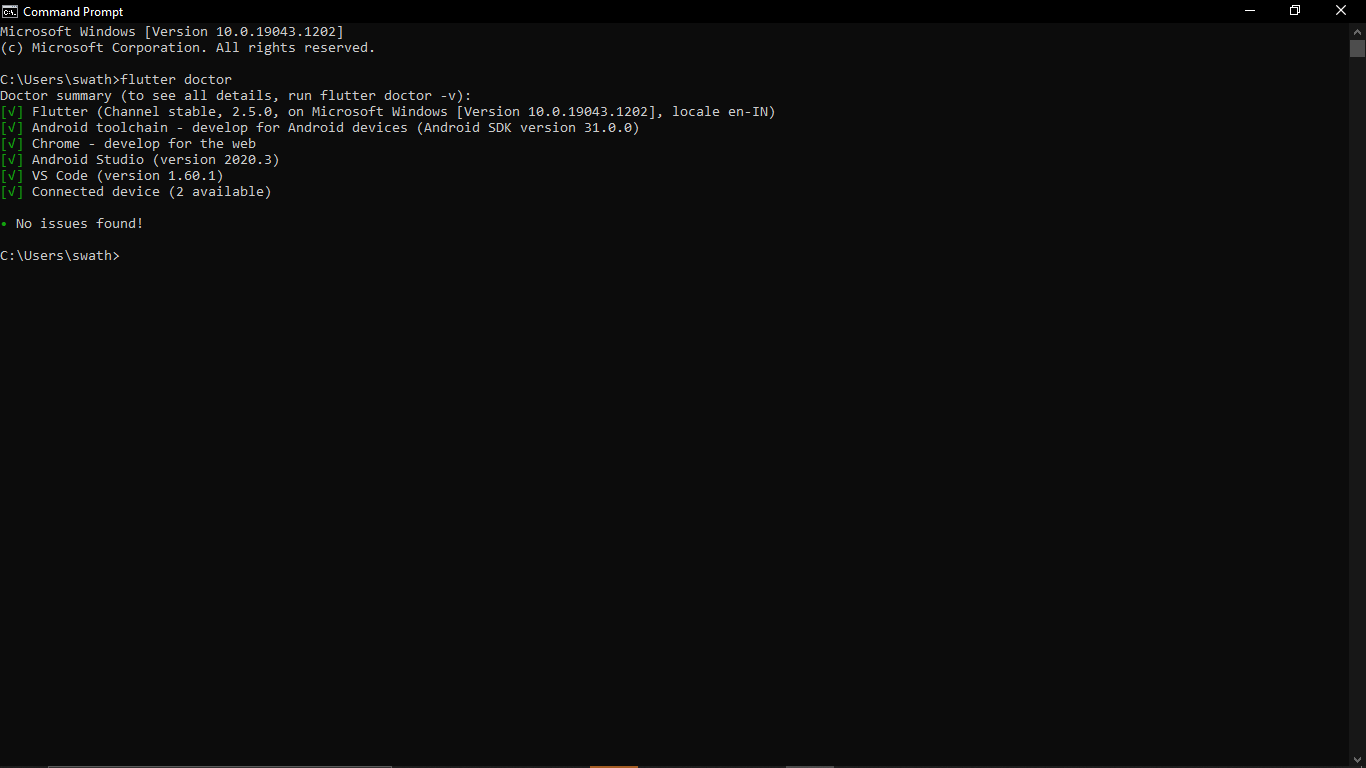 Command Prompt
Microsoft Windows [Version 10.0.19043.1202]
(c) Microsoft Corporation. All rights reserved.
C:\Users\swath>flutter doctor
Doctor summary (to see all details, run flutter doctor -v):
[√] Flutter (Channel stable, 2.5.0, on Microsoft Windows [Version 10.0.19043.1202], locale en-IN)
[√] Android toolchain - develop for Android devices (Android SDK version 31.0.0)
[√] Chrome - develop for the web
[√] Android Studio (version 2020.3)
[√] VS Code (version 1.60.1)
[√] Connected device (2 available)
• No issues found!
C:\Users\swath>